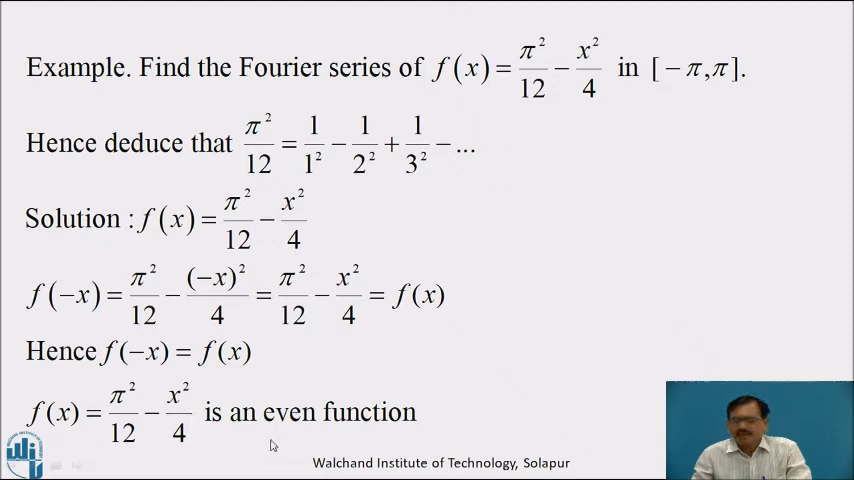 Example. Find the Fourier series of f(x) = π²/12 − x²/4 in [−π,π].
Hence deduce that π²/12 = 1/1² − 1/2² + 1/3² − ...
Solution : f(x) = π²/12 − x²/4
f(−x) = π²/12 − (−x)²/4 = π²/12 − x²/4 = f(x)
Hence f(−x) = f(x)
f(x) = π²/12 − x²/4 is an even function
Walchand Institute of Technology, Solapur